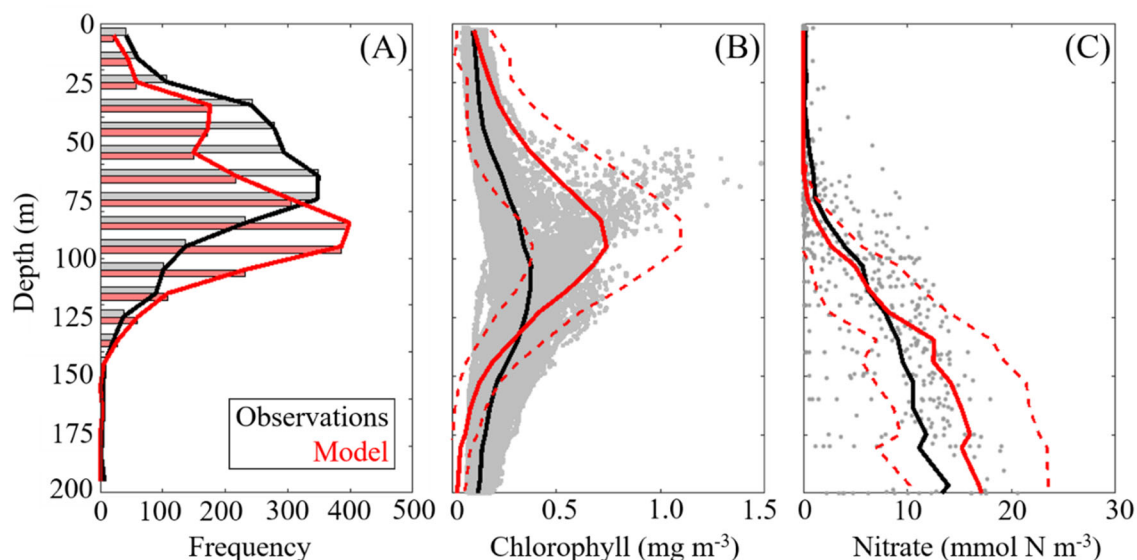 (A)
(B)
(C)
0
25
50
75
100
125
150
175
200
Depth (m)
Observations
Model
0 100 200 300 400 500
Frequency
0 0.5 1.0 1.5
Chlorophyll (mg m⁻³)
0 10 20 30
Nitrate (mmol N m⁻³)